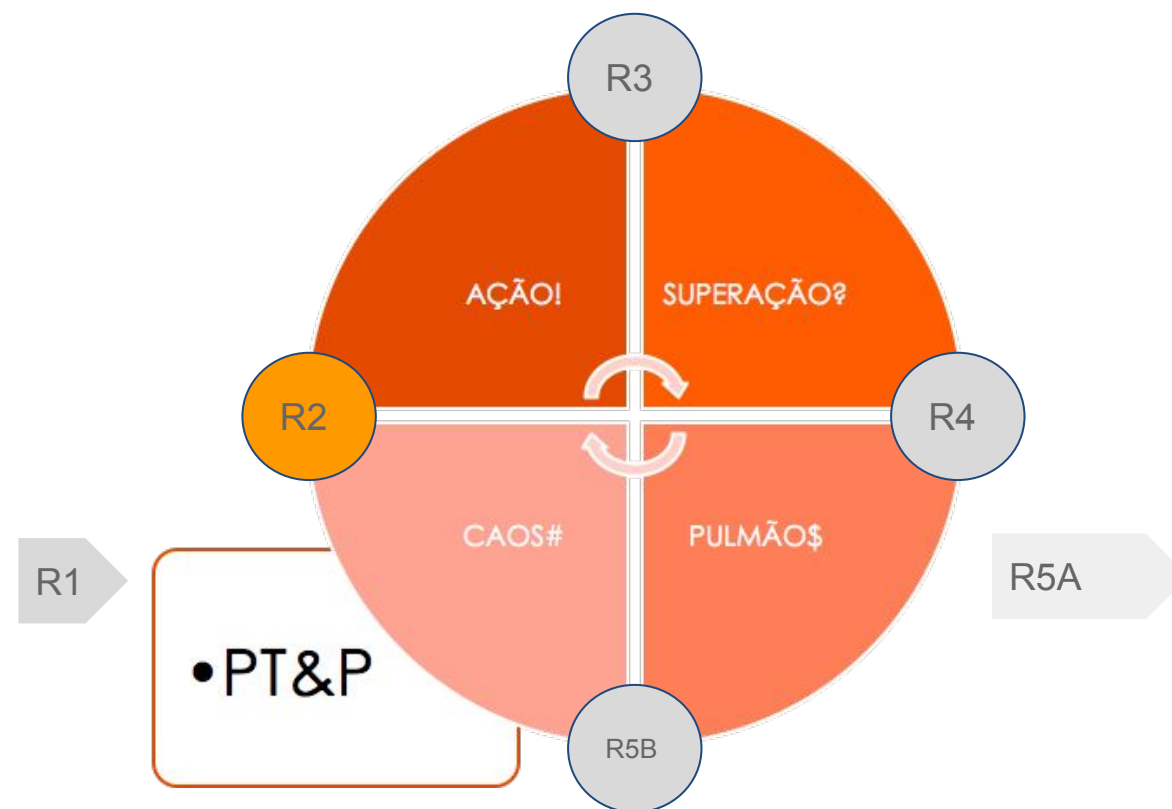 R3
AÇÃO!
SUPERAÇÃO?
R2
R4
CAOS#
PULMÃO$
R1
R5A
•PT&P
R5B